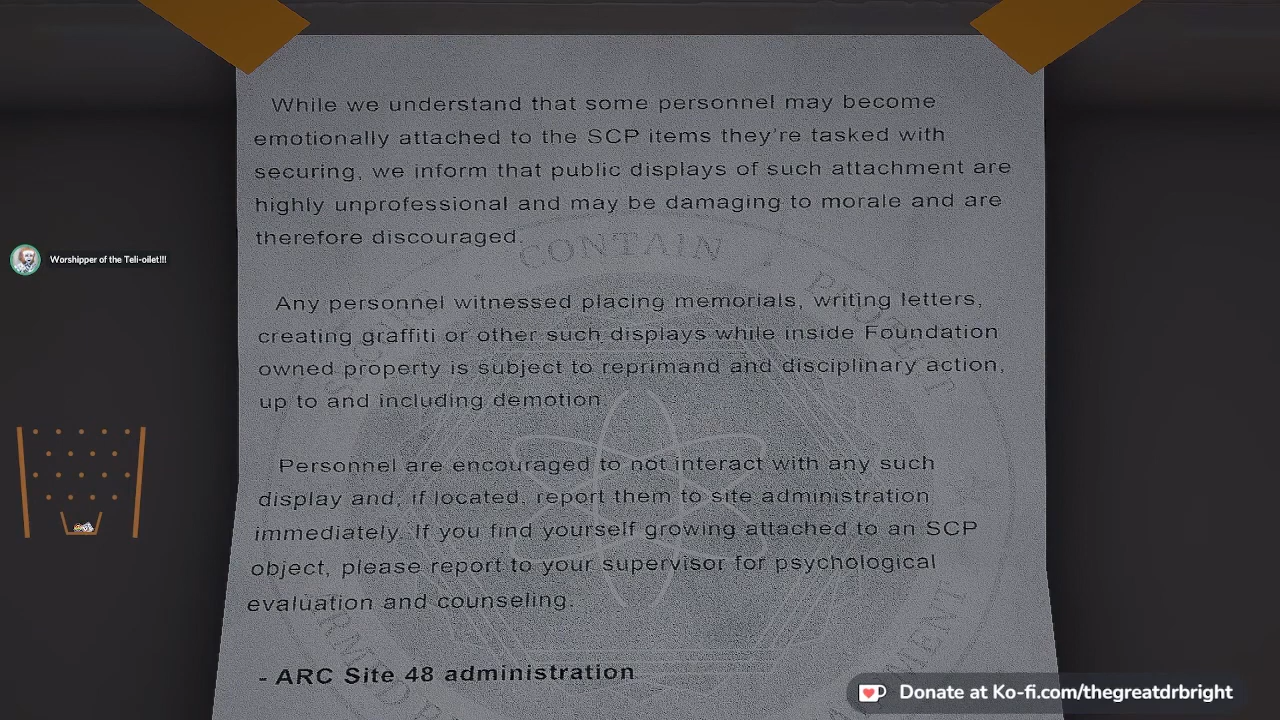 While we understand that some personnel may become
emotionally attached to the SCP items they're tasked with
securing, we inform that public displays of such attachment are
highly unprofessional and may be damaging to morale and are
therefore discouraged.
CONTAIN
Worshipper of the Teli-oilet!!!
Any personnel witnessed placing memorials, writing letters,
creating graffiti or other such displays while inside Foundation
owned property is subject to reprimand and disciplinary action,
up to and including demotion
Personnel are encouraged to not interact with any such
display and, if located, report them to site administration
immediately. If you find yourself growing attached to an SCP
object, please report to your supervisor for psychological
evaluation and counseling.
- ARC Site 48 administration
Donate at Ko-fi.com/thegreatdrbright